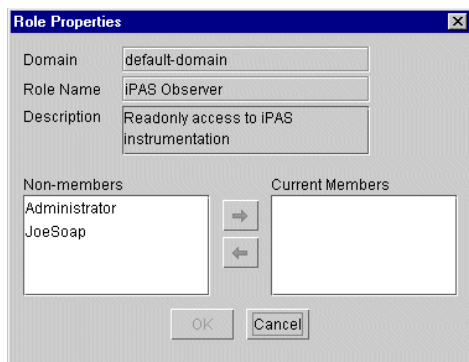 Role Properties
Domain default-domain
Role Name iPAS Observer
Description Readonly access to iPAS
instrumentation
Non-members Current Members
Administrator
JoeSoap
OK Cancel